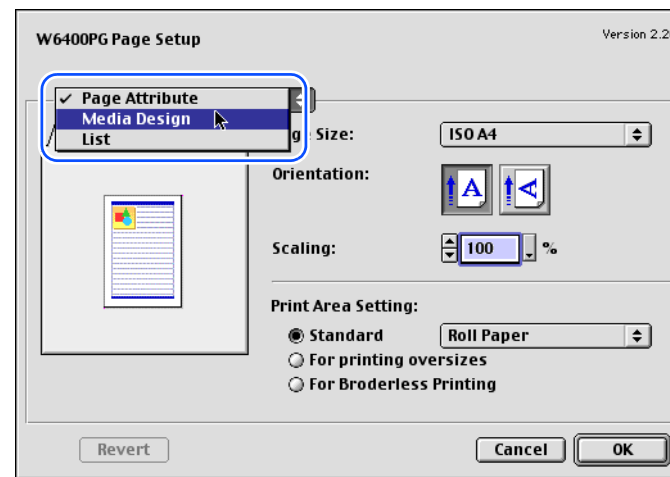 W6400PG Page Setup
Version 2.2
✓ Page Attribute
Media Design
List
ge Size:
ISO A4
Orientation:
A
A
Scaling:
100
%
Print Area Setting:
Standard
Roll Paper
For printing oversizes
For Broderless Printing
Revert
Cancel
OK